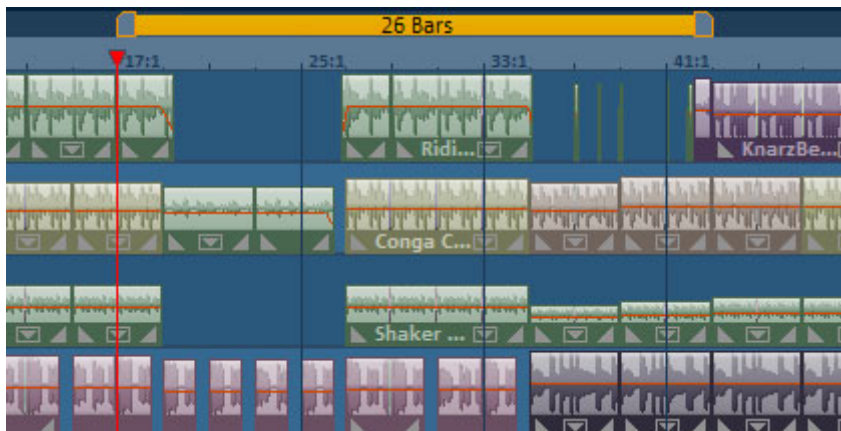 26 Bars
17:1 25:1 33:1 41:1
Ridi... KnarzBe...
Conga C...
Shaker ...